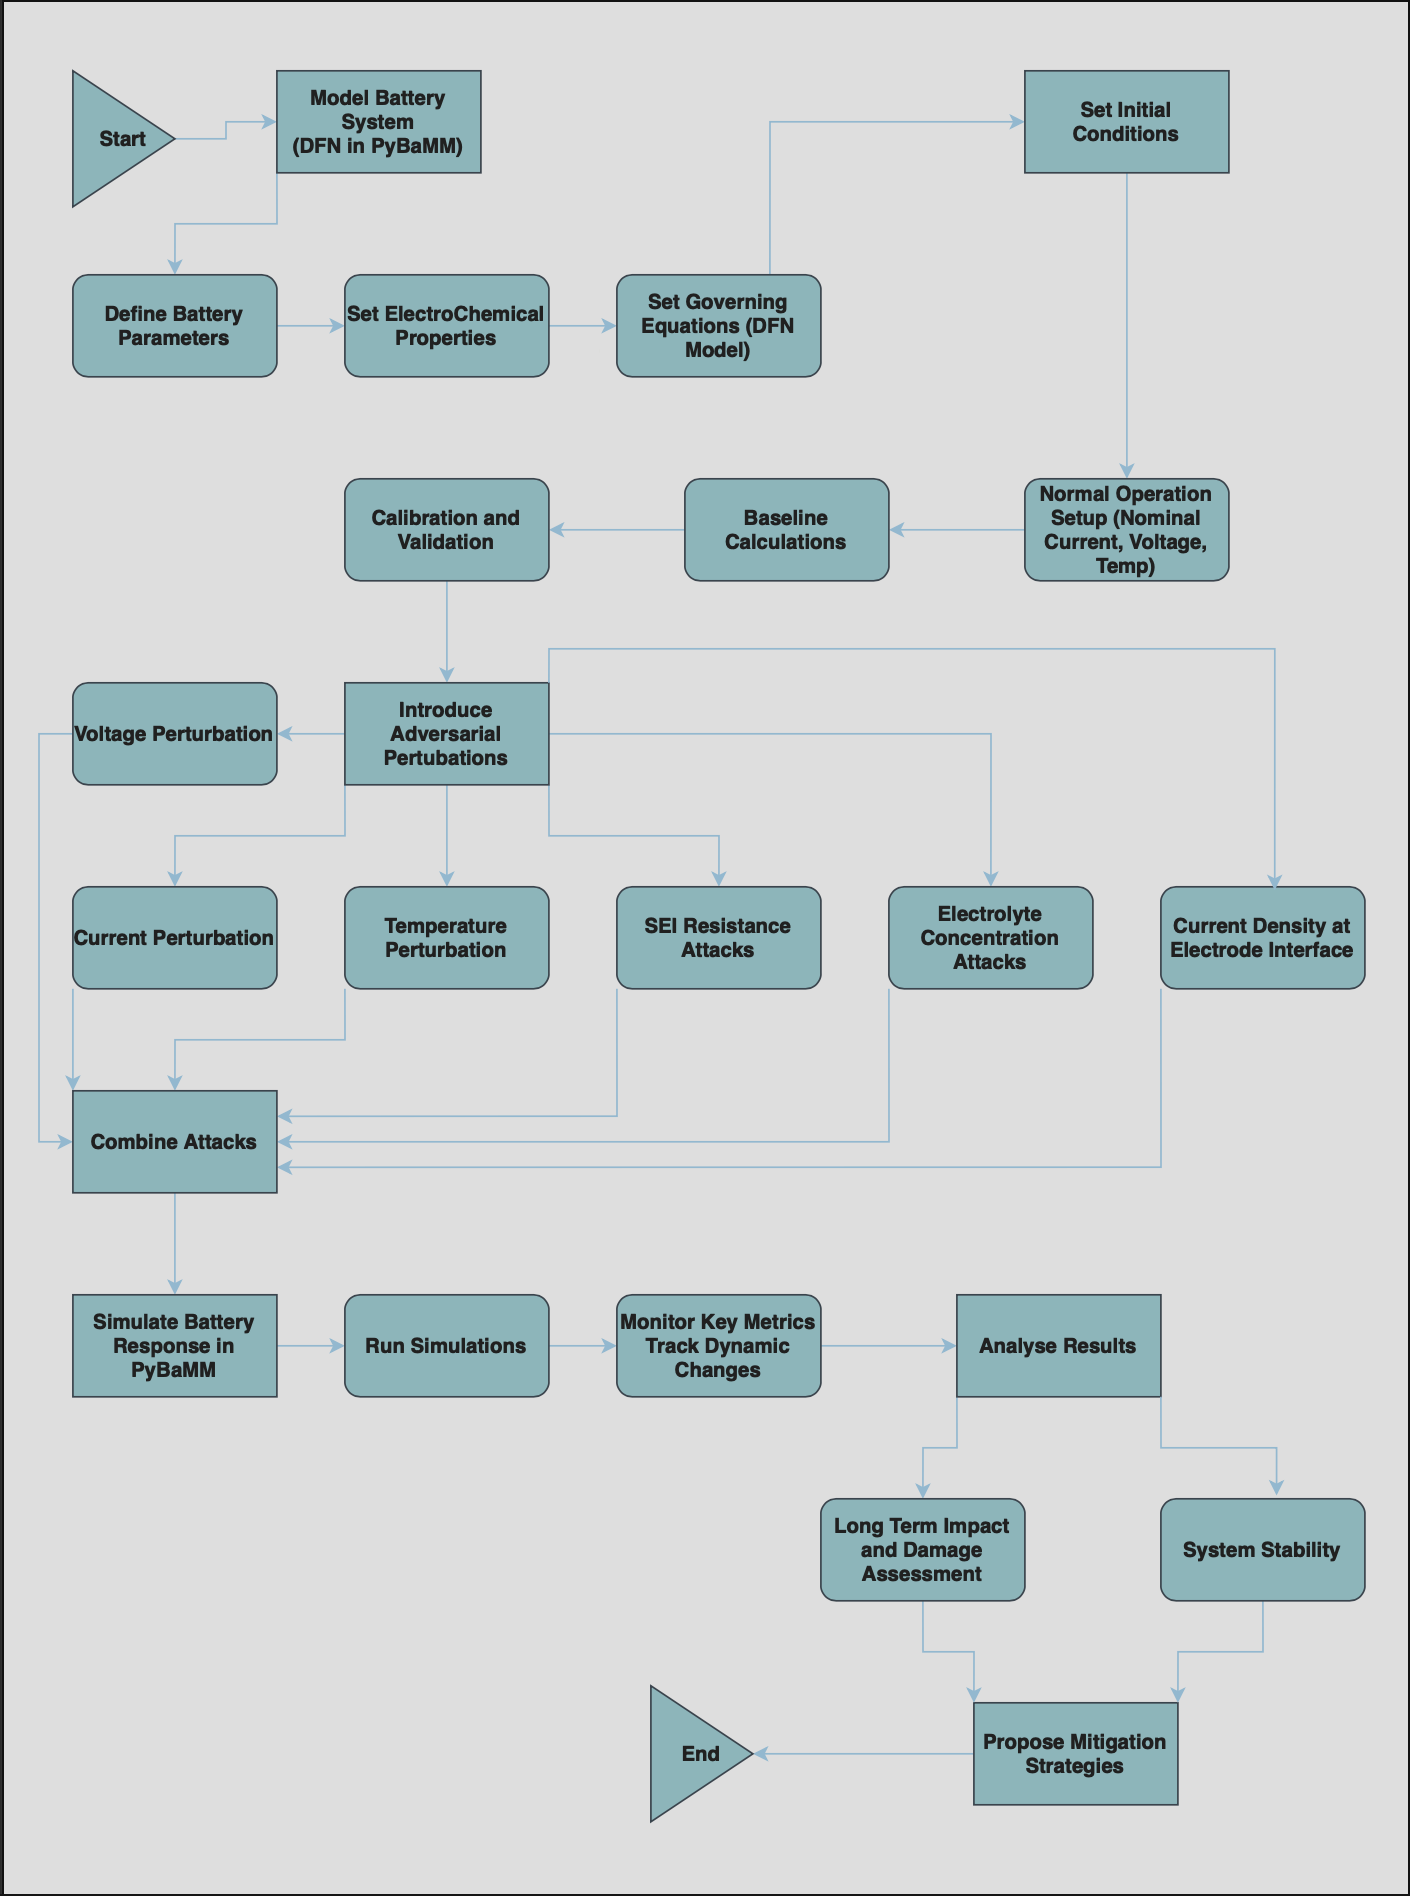 Start
Model Battery
System
(DFN in PyBaMM)
Set Initial
Conditions
Define Battery
Parameters
Set ElectroChemical
Properties
Set Governing
Equations (DFN
Model)
Calibration and
Validation
Baseline
Calculations
Normal Operation
Setup (Nominal
Current, Voltage,
Temp)
Voltage Perturbation
Introduce
Adversarial
Pertubations
Current Perturbation
Temperature
Perturbation
SEI Resistance
Attacks
Electrolyte
Concentration
Attacks
Current Density at
Electrode Interface
Combine Attacks
Simulate Battery
Response in
PyBaMM
Run Simulations
Monitor Key Metrics
Track Dynamic
Changes
Analyse Results
Long Term Impact
and Damage
Assessment
System Stability
End
Propose Mitigation
Strategies